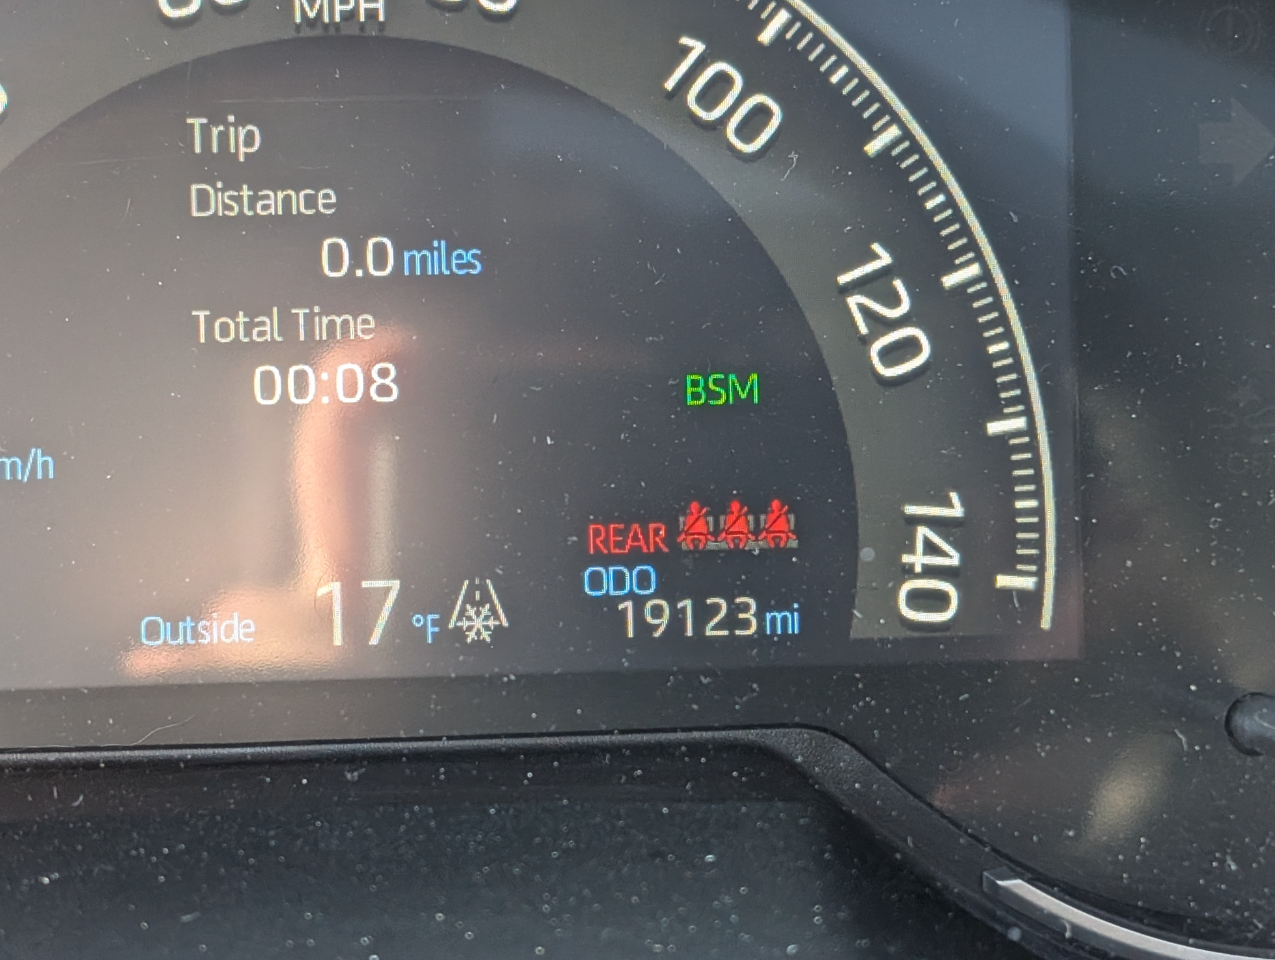 MPH
100
Trip
Distance
0.0 miles
120
Total Time
00:08
BSM
m/h
140
REAR
ODO
Outside 17 °F
19123 mi